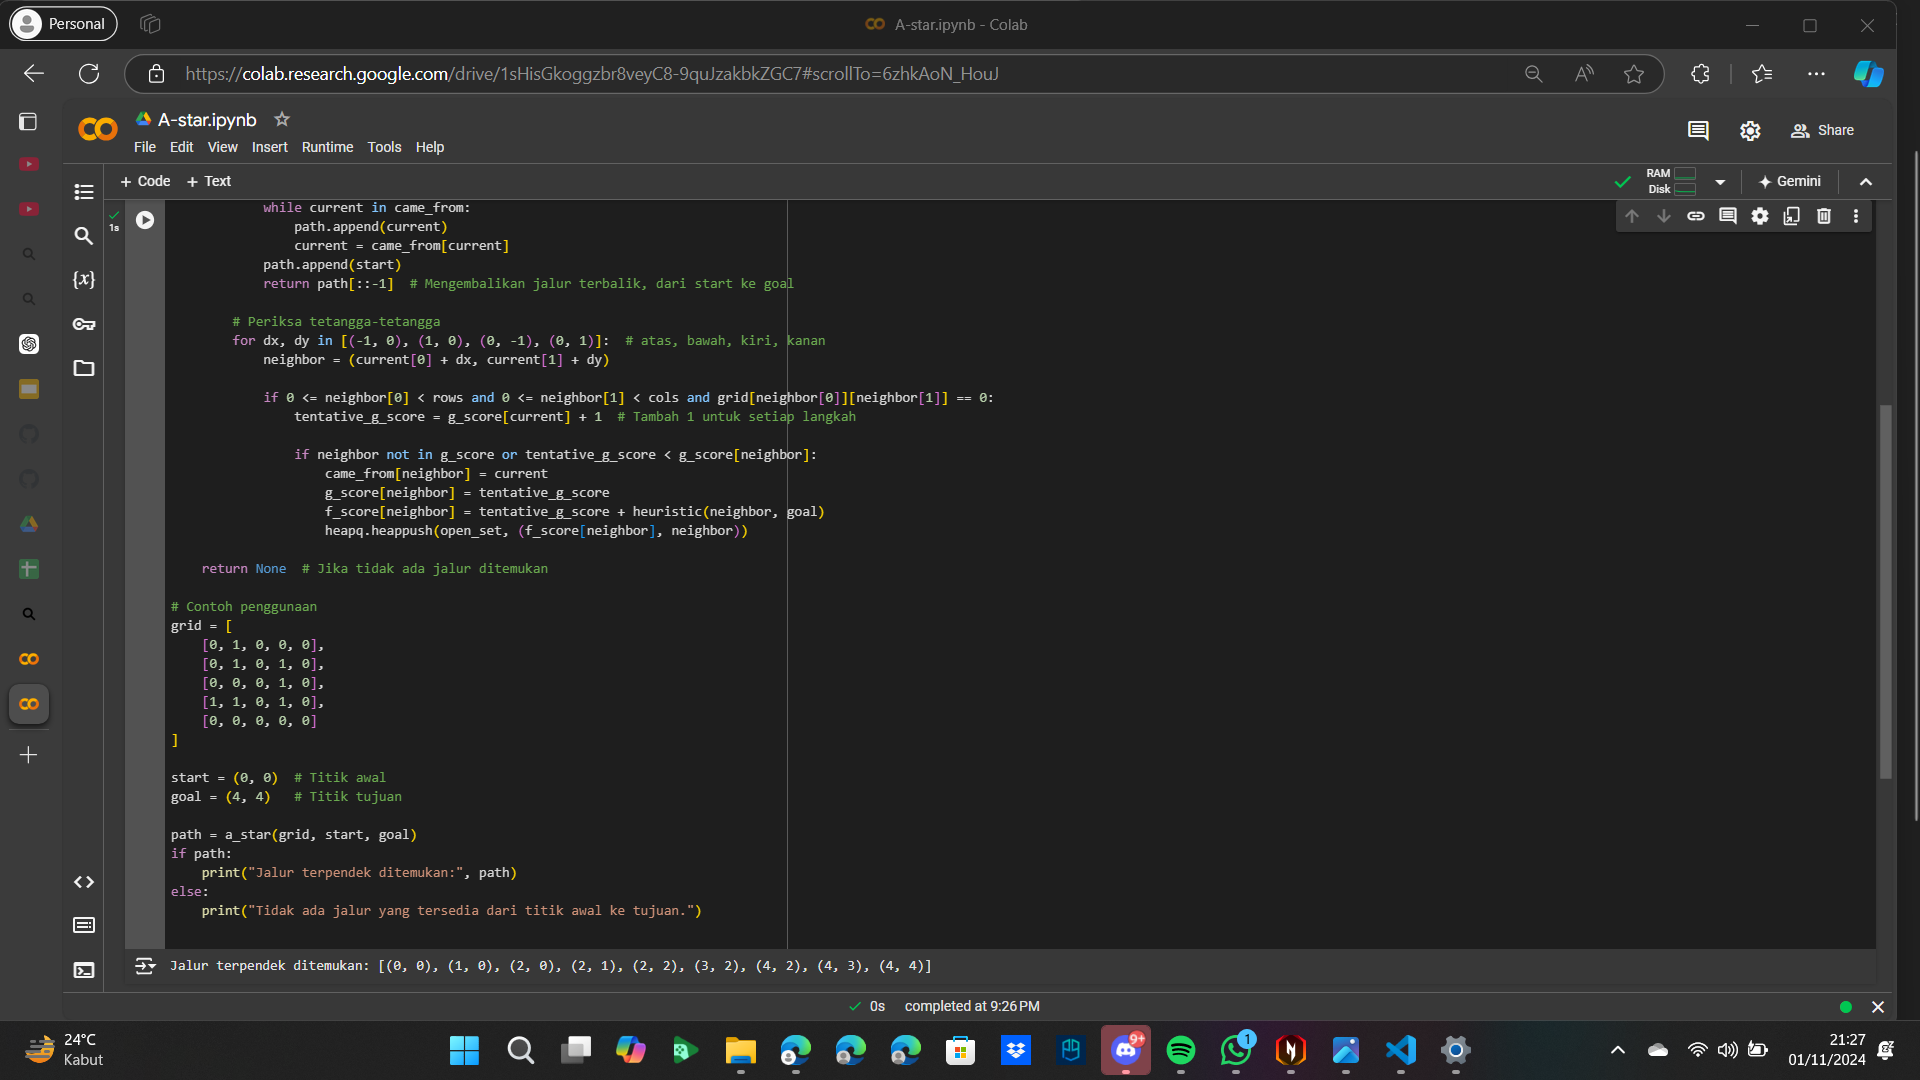 Personal
A-star.ipynb - Colab
https://colab.research.google.com/drive/1sHisGkoggzbr8veyC8-9quJzakbkZGC7#scrollTo=6zhkAoN_HouJ
A-star.ipynb
File Edit View Insert Runtime Tools Help
Share
+ Code + Text
RAM
Disk
Gemini
1s
while current in came_from:
path.append(current)
current = came_from[current]
path.append(start)
return path[::-1]  # Mengembalikan jalur terbalik, dari start ke goal
# Periksa tetangga-tetangga
for dx, dy in [(-1, 0), (1, 0), (0, -1), (0, 1)]:  # atas, bawah, kiri, kanan
neighbor = (current[0] + dx, current[1] + dy)
if 0 <= neighbor[0] < rows and 0 <= neighbor[1] < cols and grid[neighbor[0]][neighbor[1]] == 0:
tentative_g_score = g_score[current] + 1  # Tambah 1 untuk setiap langkah
if neighbor not in g_score or tentative_g_score < g_score[neighbor]:
came_from[neighbor] = current
g_score[neighbor] = tentative_g_score
f_score[neighbor] = tentative_g_score + heuristic(neighbor, goal)
heapq.heappush(open_set, (f_score[neighbor], neighbor))
return None  # Jika tidak ada jalur ditemukan
# Contoh penggunaan
grid = [
[0, 1, 0, 0, 0],
[0, 1, 0, 1, 0],
[0, 0, 0, 1, 0],
[1, 1, 0, 1, 0],
[0, 0, 0, 0, 0]
]
start = (0, 0)  # Titik awal
goal = (4, 4)   # Titik tujuan
path = a_star(grid, start, goal)
if path:
print("Jalur terpendek ditemukan:", path)
else:
print("Tidak ada jalur yang tersedia dari titik awal ke tujuan.")
Jalur terpendek ditemukan: [(0, 0), (1, 0), (2, 0), (2, 1), (2, 2), (3, 2), (4, 2), (4, 3), (4, 4)]
0s completed at 9:26 PM
24°C
Kabut
9+
1
21:27
01/11/2024